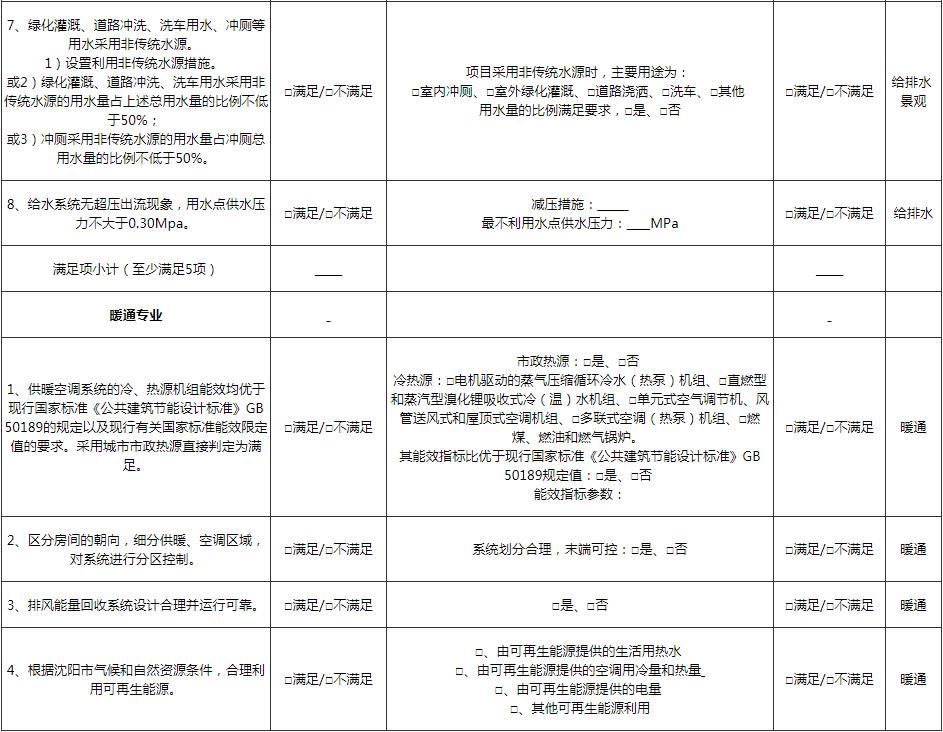 7、绿化灌溉、道路冲洗、洗车用水、冲厕等
用水采用非传统水源。
1）设置利用非传统水源措施。
或2）绿化灌溉、道路冲洗、洗车用水采用非
传统水源的用水量占上述总用水量的比例不低
于50%；
或3）冲厕采用非传统水源的用水量占冲厕总
用水量的比例不低于50%。
□满足/□不满足
项目采用非传统水源时，主要用途为：
□室内冲厕、□室外绿化灌溉、□道路浇洒、□洗车、□其他
用水量的比例满足要求，□是、□否
□满足/□不满足
给排水
景观
8、给水系统无超压出流现象，用水点供水压
力不大于0.30Mpa。
□满足/□不满足
减压措施：____
最不利用水点供水压力：___MPa
□满足/□不满足
给排水
满足项小计（至少满足5项）
____
____
暖通专业
-
-
1、供暖空调系统的冷、热源机组能效均优于
现行国家标准《公共建筑节能设计标准》GB
50189的规定以及现行有关国家标准能效限定
值的要求。采用城市市政热源直接判定为满
足。
□满足/□不满足
市政热源：□是、□否
冷热源：□电机驱动的蒸气压缩循环冷水（热泵）机组、□直燃型
和蒸汽型溴化锂吸收式冷（温）水机组、□单元式空气调节机、风
管送风式和屋顶式空调机组、□多联式空调（热泵）机组、□燃
煤、燃油和燃气锅炉。
其能效指标比优于现行国家标准《公共建筑节能设计标准》GB
50189规定值：□是、□否
能效指标参数：
□满足/□不满足
暖通
2、区分房间的朝向，细分供暖、空调区域，
对系统进行分区控制。
□满足/□不满足
系统划分合理，末端可控：□是、□否
□满足/□不满足
暖通
3、排风能量回收系统设计合理并运行可靠。
□满足/□不满足
□是、□否
□满足/□不满足
暖通
4、根据沈阳市气候和自然资源条件，合理利
用可再生能源。
□满足/□不满足
□、由可再生能源提供的生活用热水
□、由可再生能源提供的空调用冷量和热量_
□、由可再生能源提供的电量
□、其他可再生能源利用
□满足/□不满足
暖通